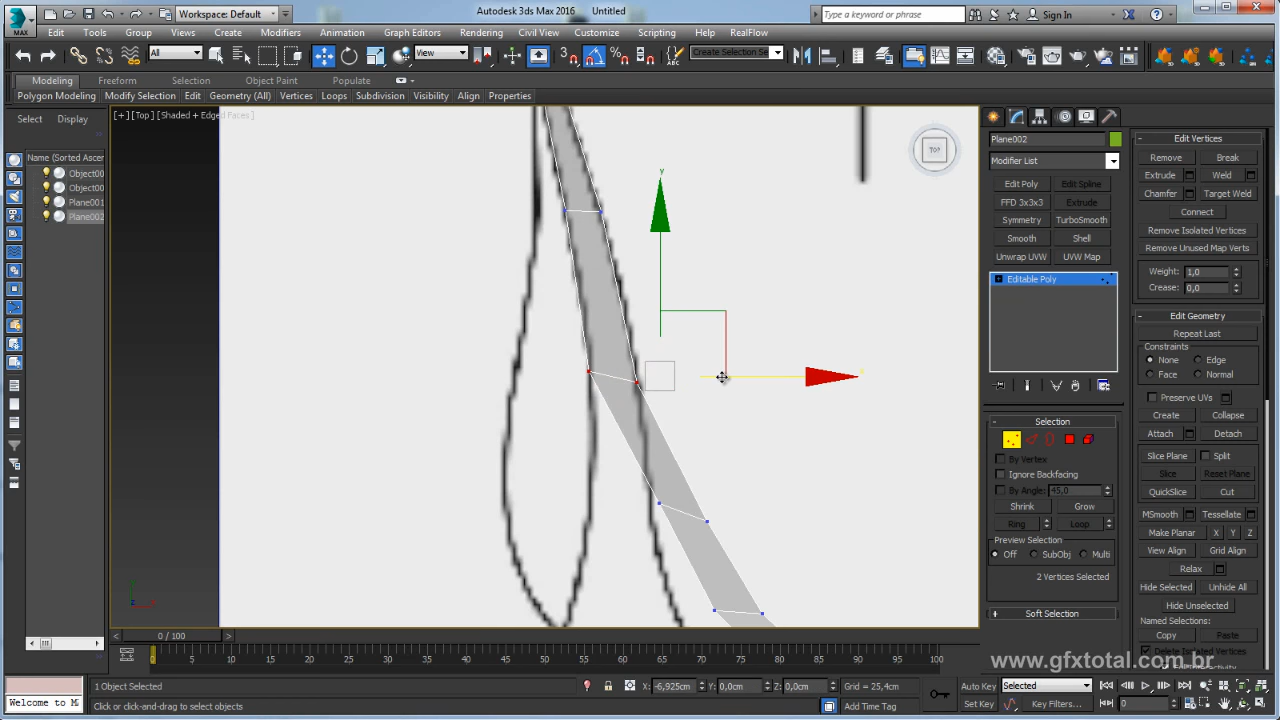 Workspace: Default
Autodesk 3ds Max 2016 Untitled
Type a keyword or phrase
Sign In
Edit Tools Group Views Create Modifiers Animation Graph Editors Rendering Civil View Customize Scripting Help RealFlow
All
View
Create Selection Se
Modeling Freeform Selection Object Paint Populate
Polygon Modeling Modify Selection Edit Geometry (All) Vertices Loops Subdivision Visibility Align Properties
Select Display
[+] [Top] [Shaded + Edged Faces]
TOP
Name (Sorted Ascen
Object00
Object00
Plane001
Plane002
y
Plane002
Modifier List
Edit Poly Edit Spline
FFD 3x3x3 Extrude
Symmetry TurboSmooth
Smooth Shell
Unwrap UVW UVW Map
Editable Poly
Selection
By Vertex
Ignore Backfacing
By Angle: 45,0
Shrink Grow
Ring Loop
Preview Selection
Off SubObj Multi
2 Vertices Selected
Soft Selection
Edit Vertices
Remove Break
Extrude Weld
Chamfer Target Weld
Connect
Remove Isolated Vertices
Remove Unused Map Verts
Weight: 1,0
Crease: 0,0
Edit Geometry
Repeat Last
Constraints
None Edge
Face Normal
Preserve UVs
Create Collapse
Attach Detach
Slice Plane Split
Slice Reset Plane
QuickSlice Cut
MSmooth Tessellate
Make Planar X Y Z
View Align Grid Align
Relax
Hide Selected Unhide All
Hide Unselected
Named Selections:
Copy Paste
Delete Isolated Vertices
www.gfxtotal.com.br
0 / 100
0 5 10 15 20 25 30 35 40 45 50 55 60 65 70 75 80 85 90 95 100
Welcome to M
1 Object Selected
Click or click-and-drag to select objects
X: -6,925cm Y: 0,0cm Z: 0,0cm Grid = 25,4cm
Add Time Tag
Auto Key Selected
Set Key Key Filters...
0